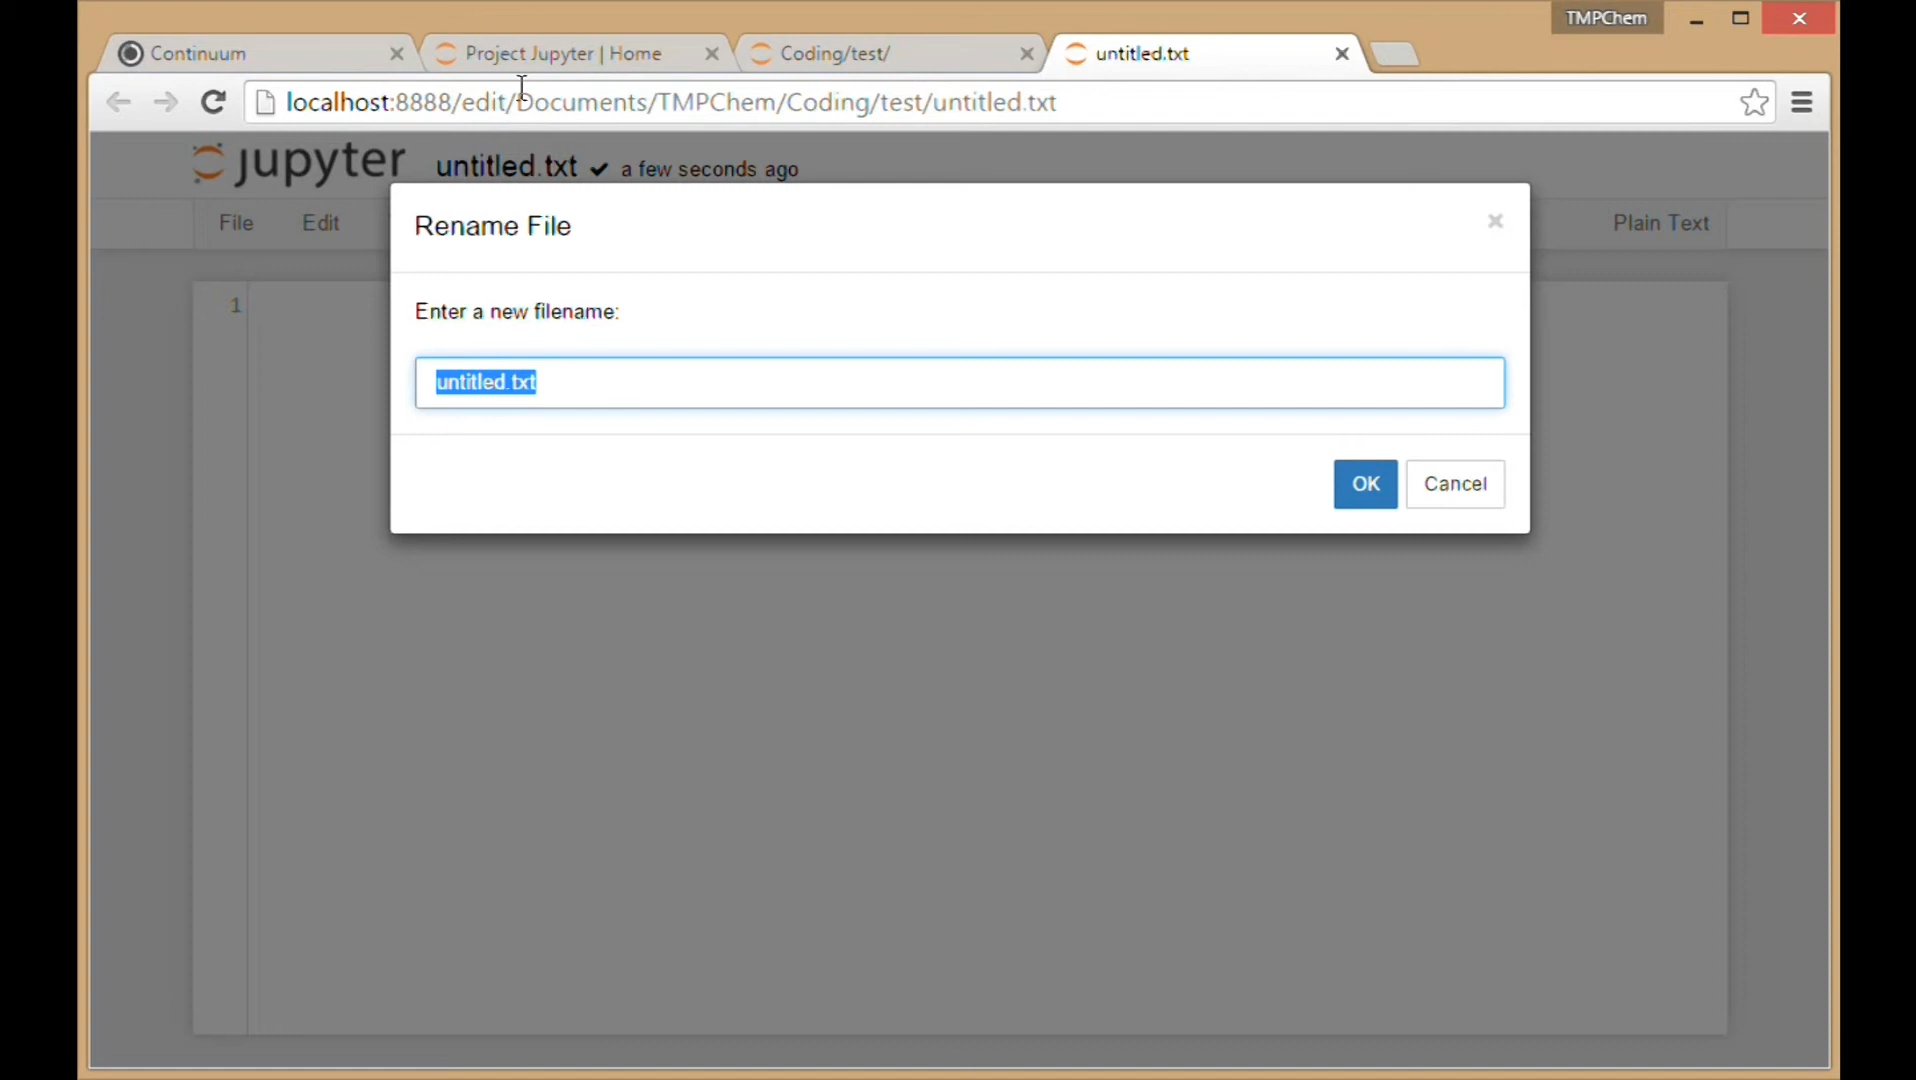 TMPChem
Continuum
Project Jupyter | Home
Coding/test/
untitled.txt
localhost:8888/edit/Documents/TMPChem/Coding/test/untitled.txt
jupyter untitled.txt a few seconds ago
File Edit Plain Text
Rename File
1
Enter a new filename:
untitled.txt
OK Cancel